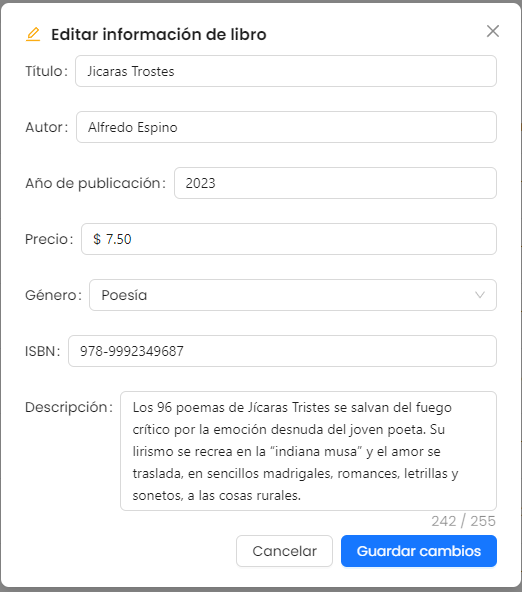 Editar información de libro
Título: Jicaras Trostes
Autor: Alfredo Espino
Año de publicación: 2023
Precio: $ 7.50
Género: Poesía
ISBN: 978-9992349687
Descripción: Los 96 poemas de Jícaras Tristes se salvan del fuego
crítico por la emoción desnuda del joven poeta. Su
lirismo se recrea en la “indiana musa” y el amor se
traslada, en sencillos madrigales, romances, letrillas y
sonetos, a las cosas rurales.
242 / 255
Cancelar Guardar cambios